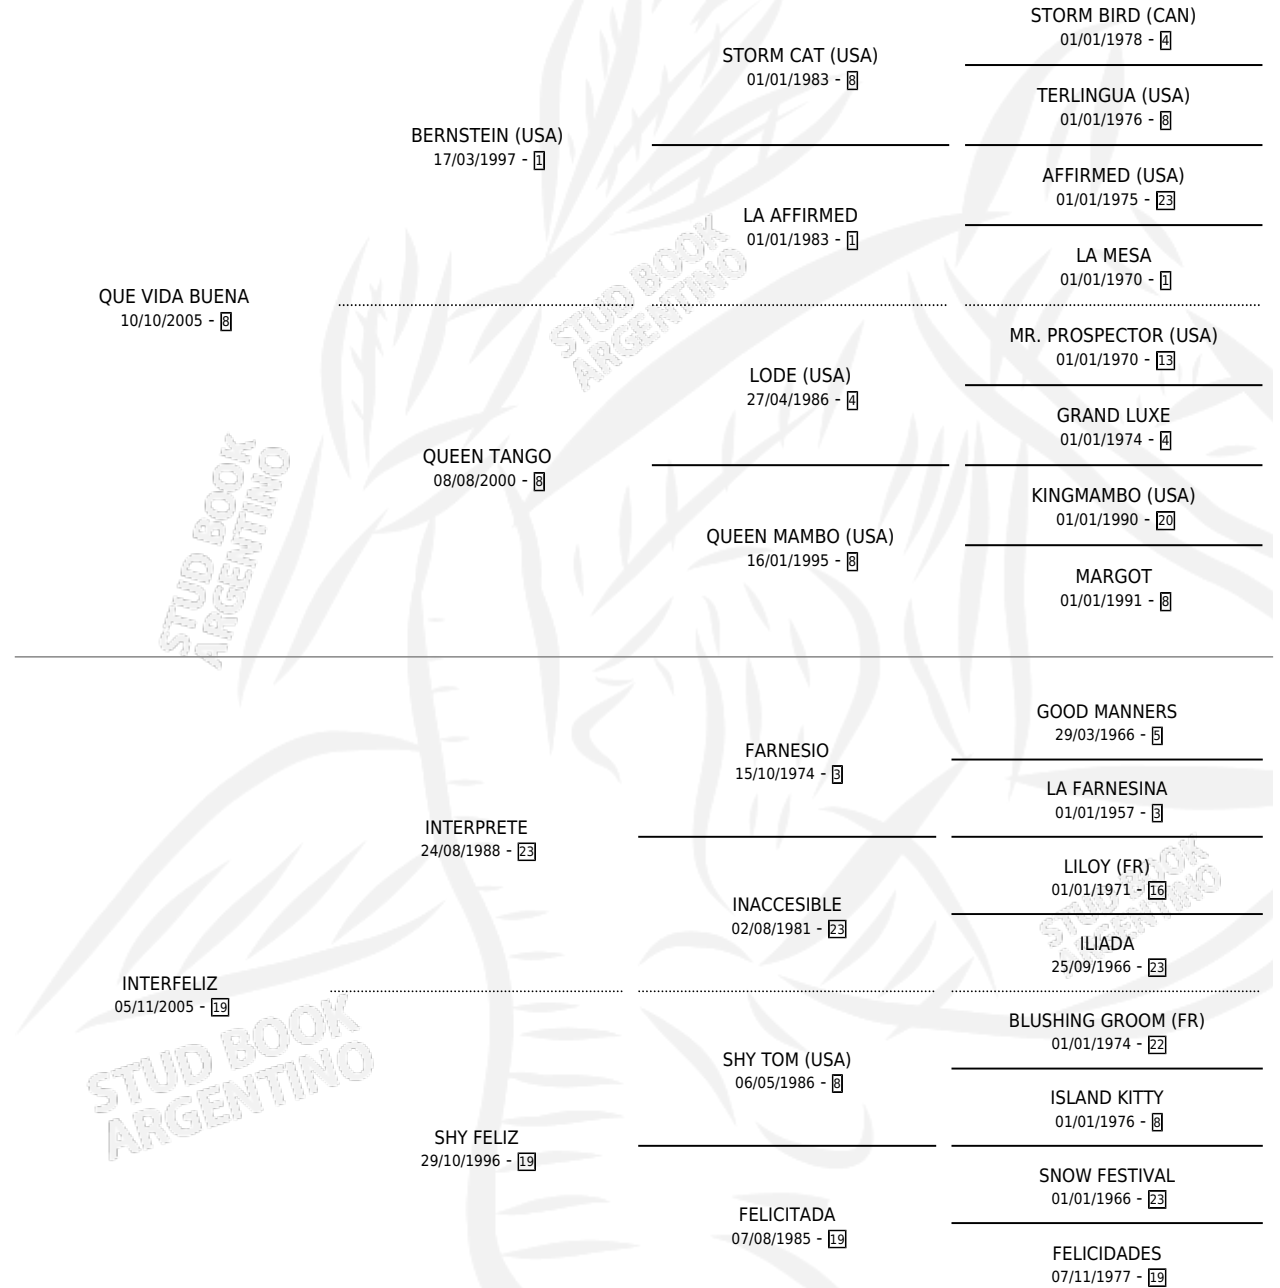 STORM BIRD (CAN)
01/01/1978 - 4
STORM CAT (USA)
01/01/1983 - 8
TERLINGUA (USA)
01/01/1976 - 8
BERNSTEIN (USA)
17/03/1997 - 1
AFFIRMED (USA)
01/01/1975 - 23
LA AFFIRMED
01/01/1983 - 1
LA MESA
01/01/1970 - 1
QUE VIDA BUENA
10/10/2005 - 8
MR. PROSPECTOR (USA)
01/01/1970 - 13
LODE (USA)
27/04/1986 - 4
GRAND LUXE
01/01/1974 - 4
QUEEN TANGO
08/08/2000 - 8
KINGMAMBO (USA)
01/01/1990 - 20
QUEEN MAMBO (USA)
16/01/1995 - 8
MARGOT
01/01/1991 - 8
GOOD MANNERS
29/03/1966 - 5
FARNESIO
15/10/1974 - 3
LA FARNESINA
01/01/1957 - 3
INTERPRETE
24/08/1988 - 23
LILOY (FR)
01/01/1971 - 16
INACCESIBLE
02/08/1981 - 23
ILIADA
25/09/1966 - 23
INTERFELIZ
05/11/2005 - 19
BLUSHING GROOM (FR)
01/01/1974 - 22
SHY TOM (USA)
06/05/1986 - 8
ISLAND KITTY
01/01/1976 - 8
SHY FELIZ
29/10/1996 - 19
SNOW FESTIVAL
01/01/1966 - 23
FELICITADA
07/08/1985 - 19
FELICIDADES
07/11/1977 - 19
STUD BOOK
ARGENTINO
STUD BOOK
ARGENTINO
STUD BOOK
ARGENTINO
STUD BOOK
ARGENTINO